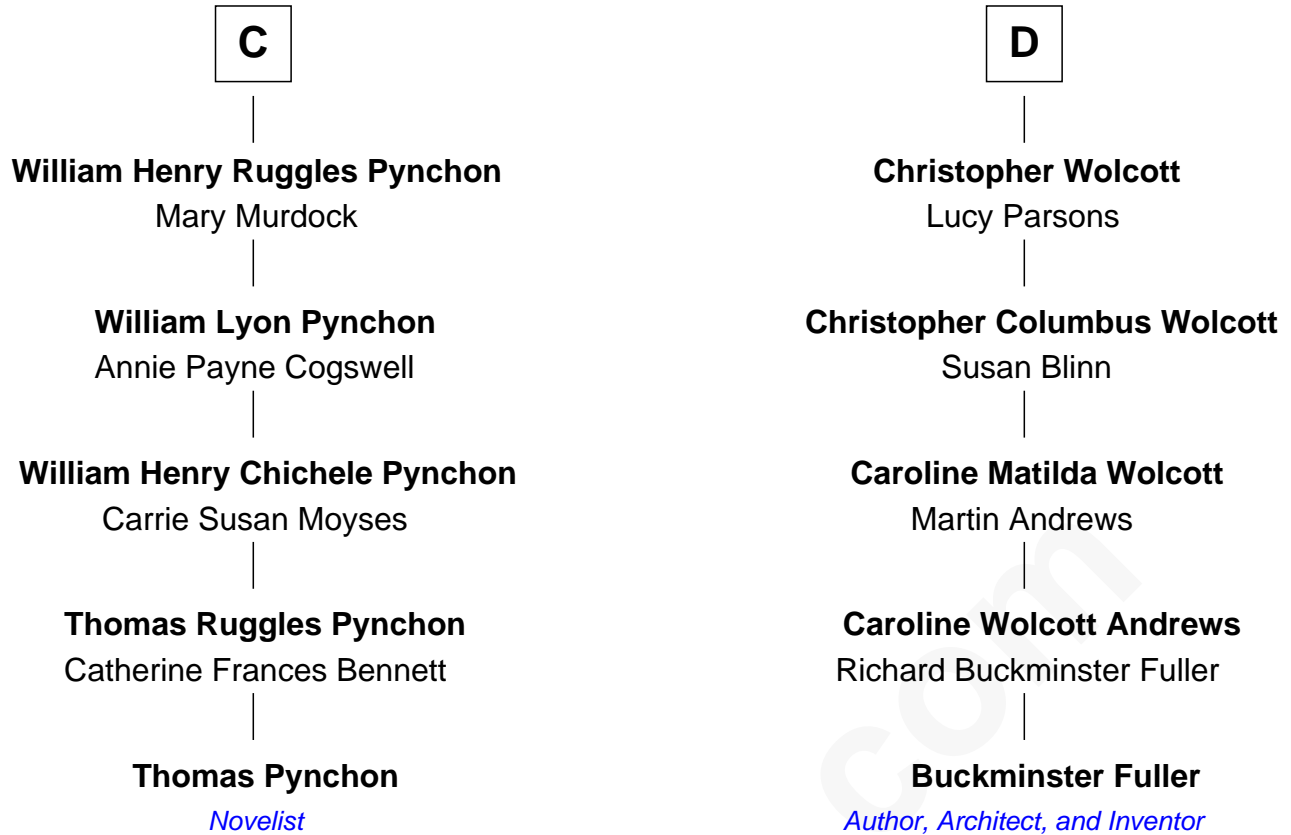 C
William Henry Ruggles Pynchon
Mary Murdock
William Lyon Pynchon
Annie Payne Cogswell
William Henry Chichele Pynchon
Carrie Susan Moyses
Thomas Ruggles Pynchon
Catherine Frances Bennett
Thomas Pynchon
Novelist
D
Christopher Wolcott
Lucy Parsons
Christopher Columbus Wolcott
Susan Blinn
Caroline Matilda Wolcott
Martin Andrews
Caroline Wolcott Andrews
Richard Buckminster Fuller
Buckminster Fuller
Author, Architect, and Inventor
com